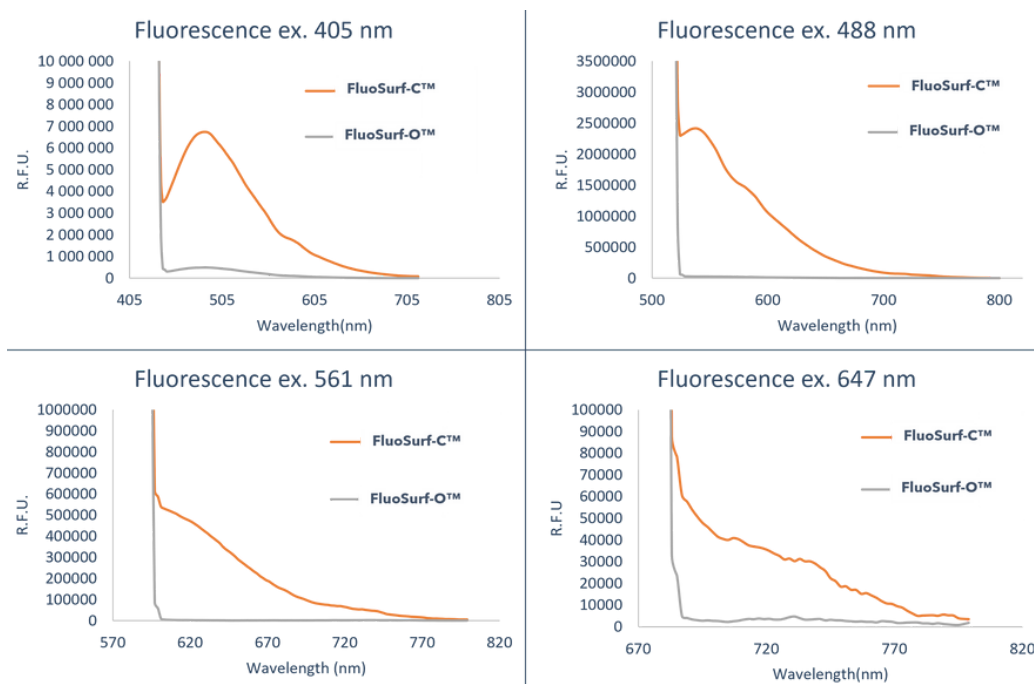 Fluorescence ex. 405 nm
10 000 000
9 000 000
8 000 000
7 000 000
6 000 000
5 000 000
4 000 000
3 000 000
2 000 000
1 000 000
0
R.F.U.
FluoSurf-C™
FluoSurf-O™
405 505 605 705 805
Wavelength(nm)
Fluorescence ex. 488 nm
3500000
3000000
2500000
2000000
1500000
1000000
500000
0
R.F.U.
FluoSurf-C™
FluoSurf-O™
500 600 700 800
Wavelength (nm)
Fluorescence ex. 561 nm
1000000
900000
800000
700000
600000
500000
400000
300000
200000
100000
0
R.F.U.
FluoSurf-C™
FluoSurf-O™
570 620 670 720 770 820
Wavelength (nm)
Fluorescence ex. 647 nm
100000
90000
80000
70000
60000
50000
40000
30000
20000
10000
0
R.F.U
FluoSurf-C™
FluoSurf-O™
670 720 770 820
Wavelength(nm)